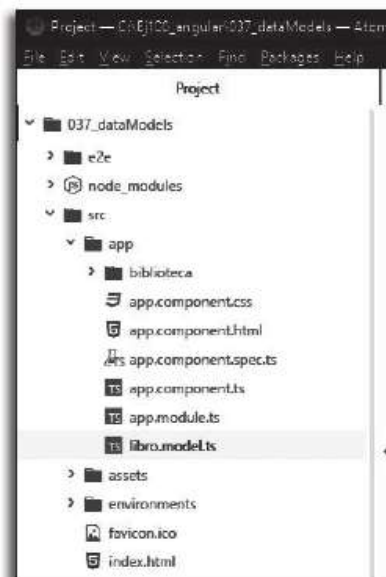 Project — C:\Ej100_angular\037_dataModels — Atom
File Edit View Selection Find Packages Help
Project
037_dataModels
e2e
node_modules
src
app
biblioteca
app.component.css
app.component.html
app.component.spec.ts
app.component.ts
app.module.ts
libro.model.ts
assets
environments
favicon.ico
index.html